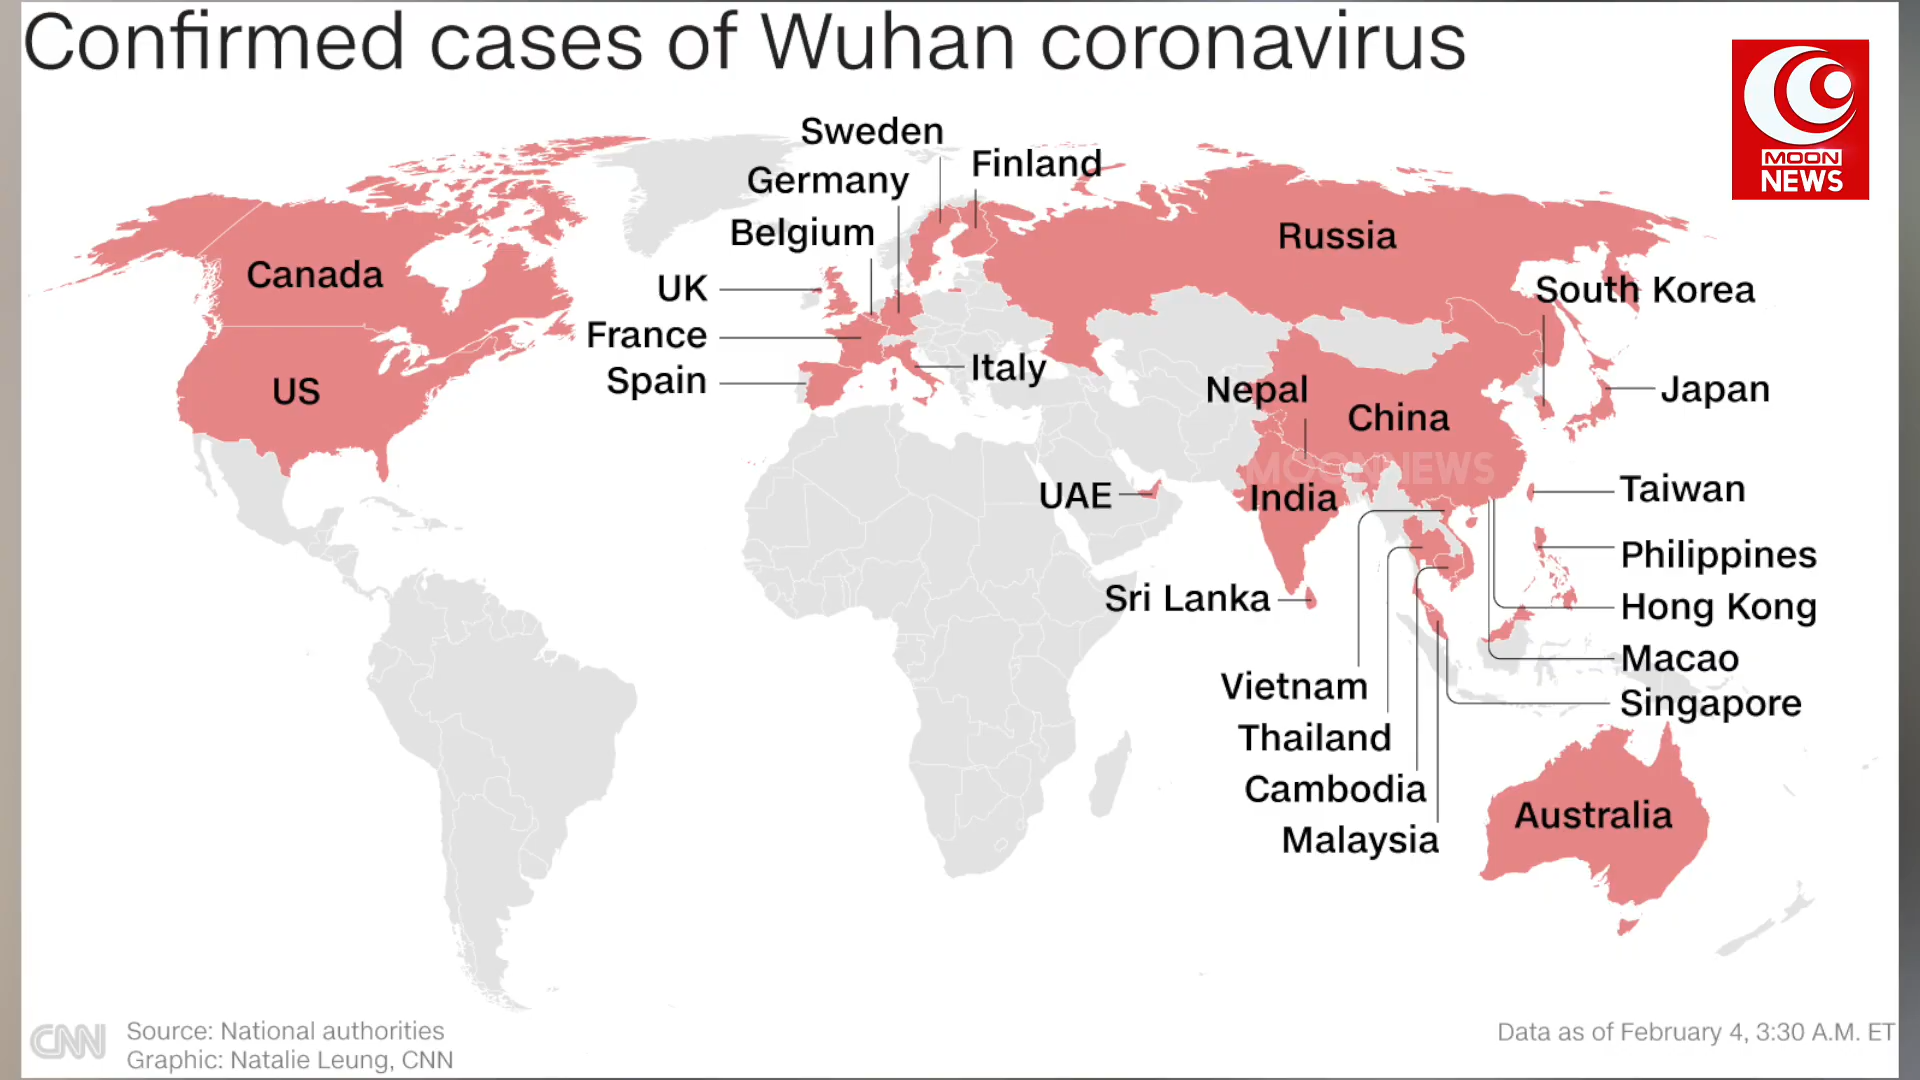 Confirmed cases of Wuhan coronavirus
MOON
NEWS
Sweden
Finland
Germany
Belgium
Russia
Canada
UK
South Korea
France
Italy
Spain
US
Nepal
China
Japan
MOON NEWS
UAE
India
Taiwan
Philippines
Sri Lanka
Hong Kong
Macao
Vietnam
Singapore
Thailand
Cambodia
Australia
Malaysia
CNN
Source: National authorities
Graphic: Natalie Leung, CNN
Data as of February 4, 3:30 A.M. ET